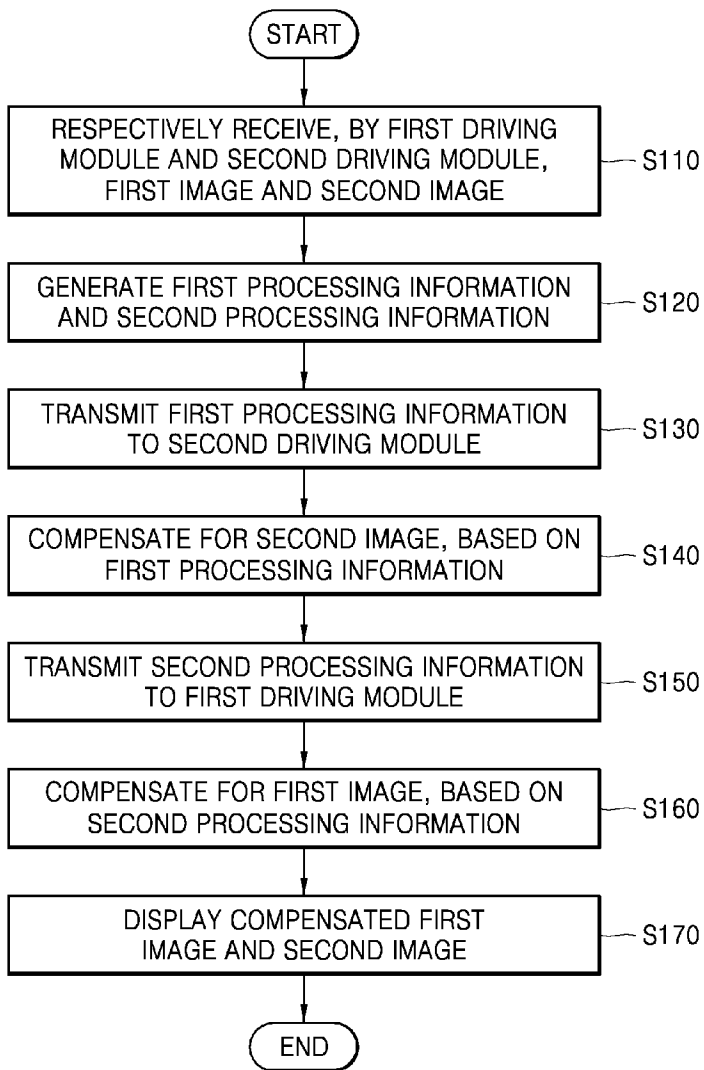 START
RESPECTIVELY RECEIVE, BY FIRST DRIVING
MODULE AND SECOND DRIVING MODULE,
FIRST IMAGE AND SECOND IMAGE
S110
GENERATE FIRST PROCESSING INFORMATION
AND SECOND PROCESSING INFORMATION
S120
TRANSMIT FIRST PROCESSING INFORMATION
TO SECOND DRIVING MODULE
S130
COMPENSATE FOR SECOND IMAGE, BASED ON
FIRST PROCESSING INFORMATION
S140
TRANSMIT SECOND PROCESSING INFORMATION
TO FIRST DRIVING MODULE
S150
COMPENSATE FOR FIRST IMAGE, BASED ON
SECOND PROCESSING INFORMATION
S160
DISPLAY COMPENSATED FIRST
IMAGE AND SECOND IMAGE
S170
END